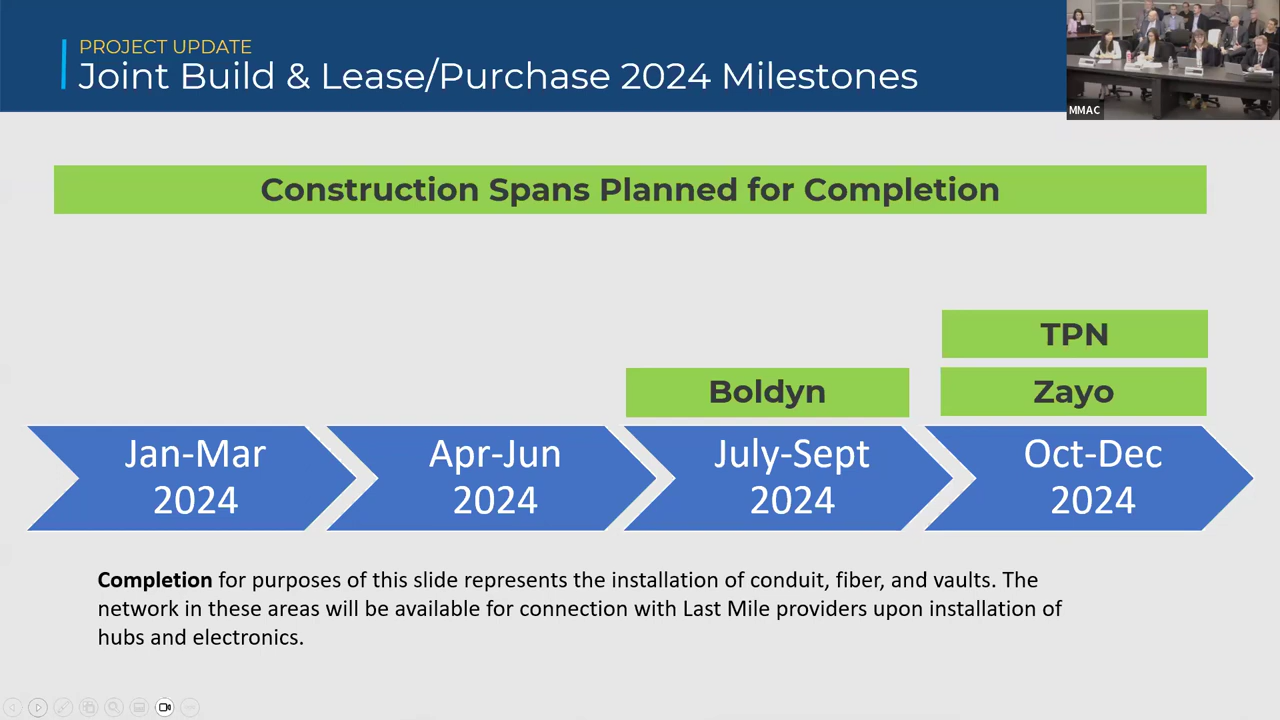 PROJECT UPDATE
Joint Build & Lease/Purchase 2024 Milestones
MMAC
Construction Spans Planned for Completion
TPN
Boldyn
Zayo
Jan-Mar
2024
Apr-Jun
2024
July-Sept
2024
Oct-Dec
2024
Completion for purposes of this slide represents the installation of conduit, fiber, and vaults. The
network in these areas will be available for connection with Last Mile providers upon installation of
hubs and electronics.